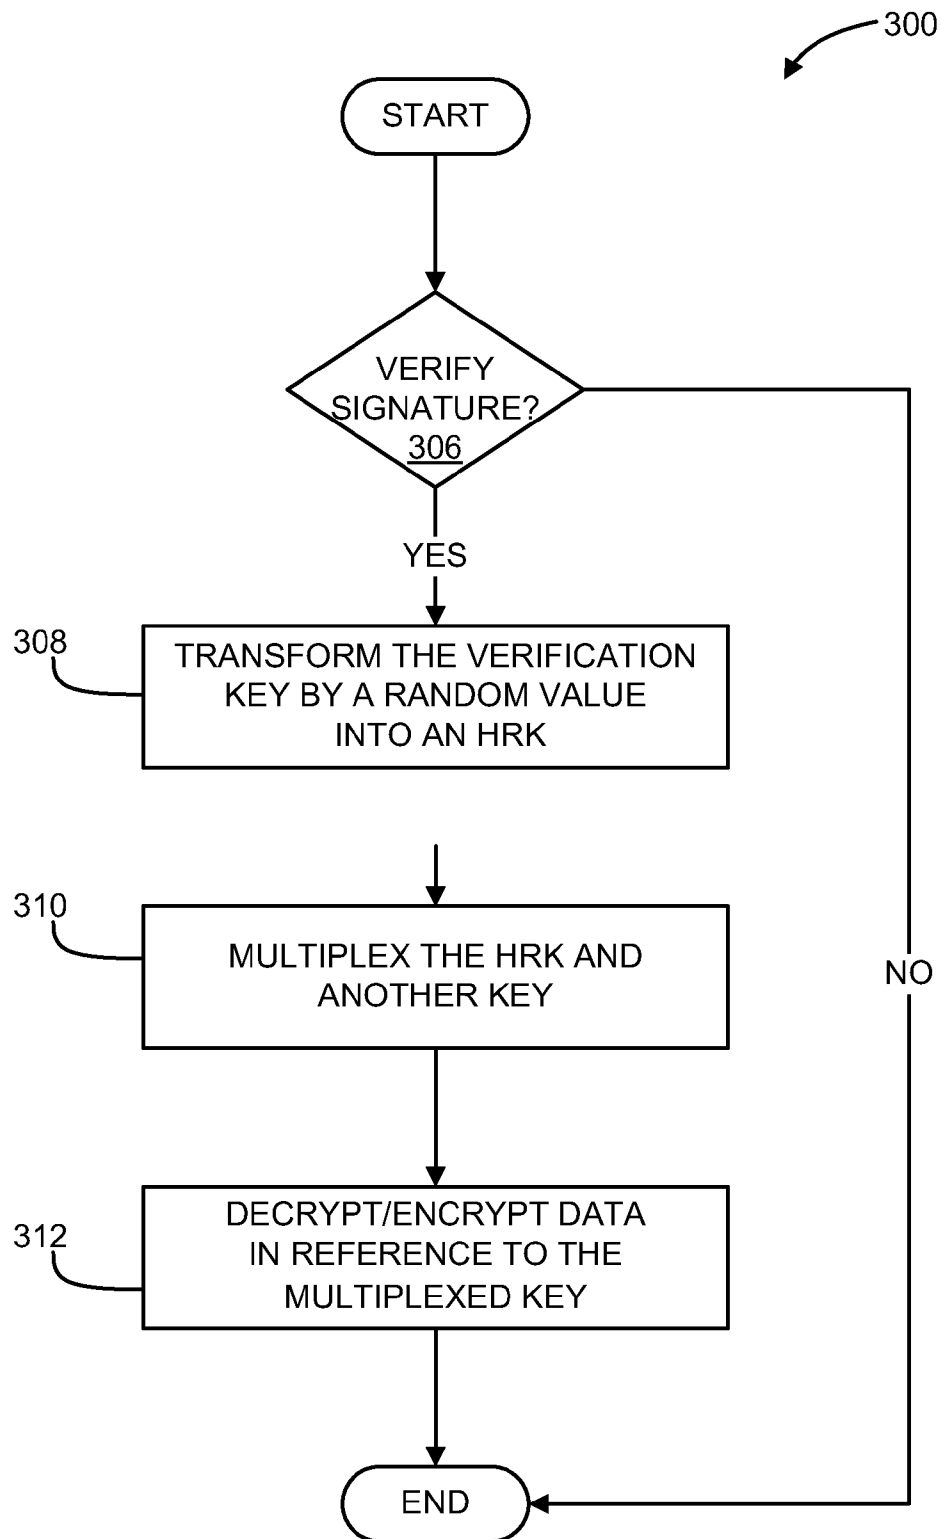 300
START
VERIFY
SIGNATURE?
306
YES
308
TRANSFORM THE VERIFICATION
KEY BY A RANDOM VALUE
INTO AN HRK
310
MULTIPLEX THE HRK AND
ANOTHER KEY
NO
312
DECRYPT/ENCRYPT DATA
IN REFERENCE TO THE
MULTIPLEXED KEY
END